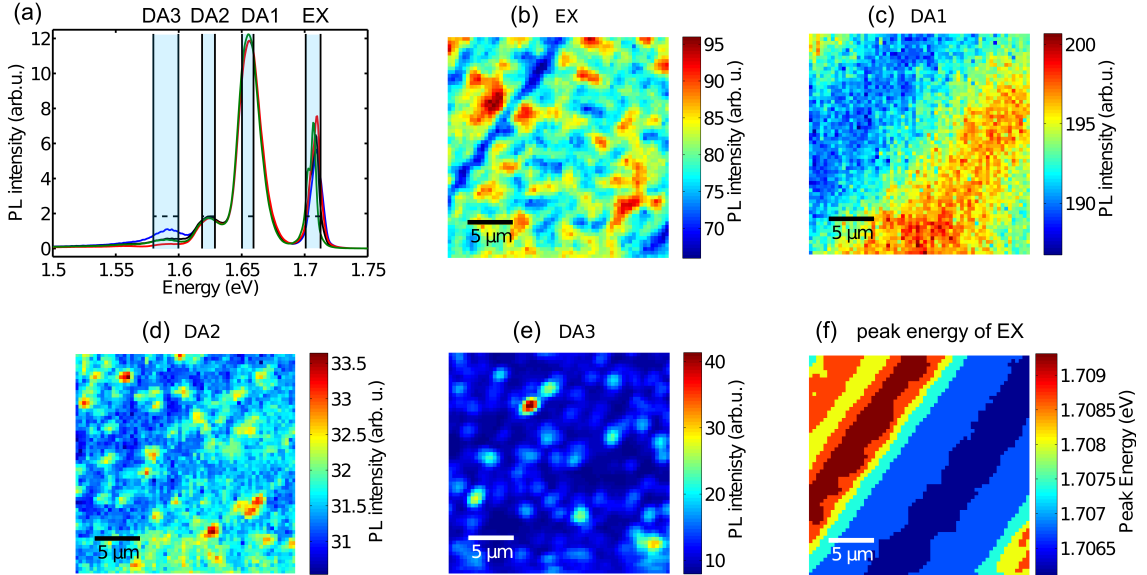 (a)
DA3 DA2 DA1 EX
PL intensity (arb.u.)
12
10
8
6
4
2
0
1.5 1.55 1.6 1.65 1.7 1.75
Energy (eV)
(b) EX
5 μm
95
90
85
80
75
70
PL intensity (arb. u.)
(c) DA1
5 μm
200
195
190
PL intensity (arb.u.)
(d) DA2
5 μm
33.5
33
32.5
32
31.5
31
PL intensity (arb.u.)
(e) DA3
5 μm
40
30
20
10
PL intenisty (arb.u.)
(f) peak energy of EX
5 μm
1.709
1.7085
1.708
1.7075
1.707
1.7065
Peak Energy (eV)